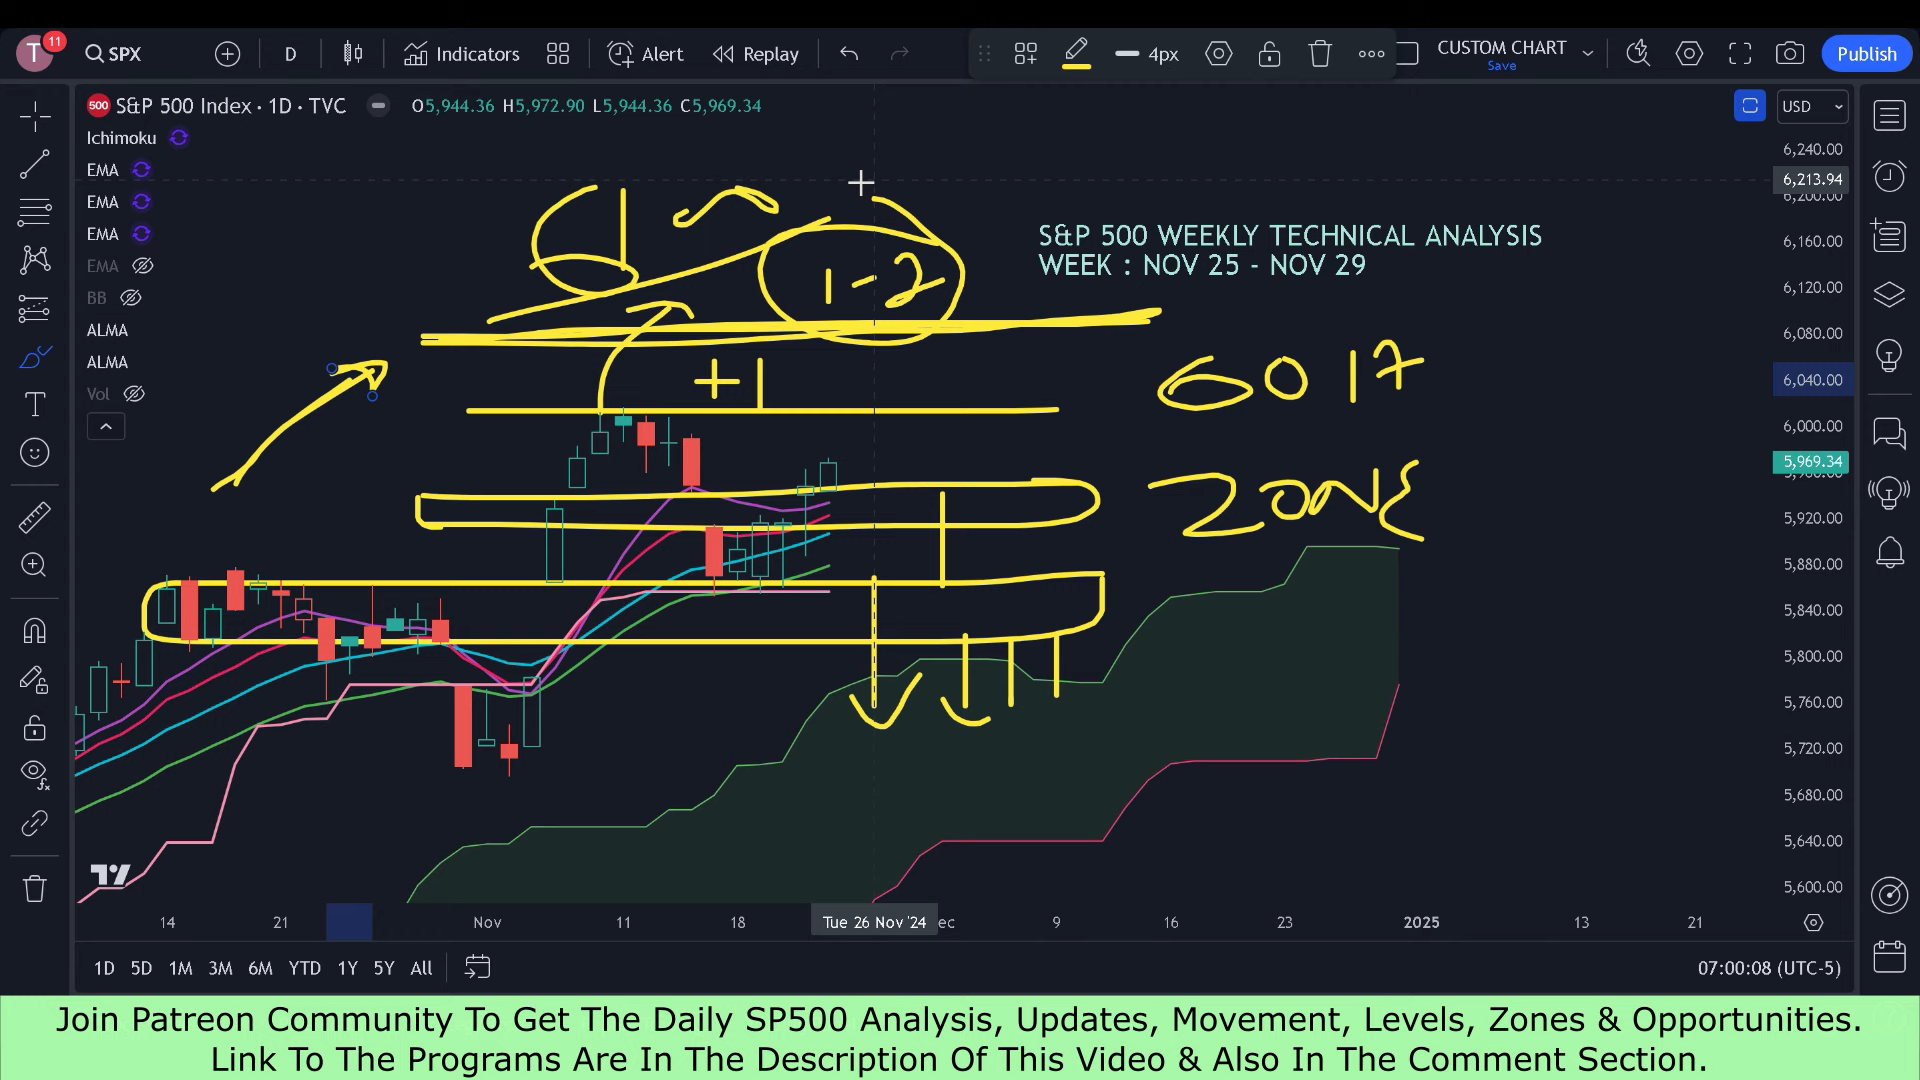 T
11
SPX
D
Indicators
Alert
Replay
4px
CUSTOM CHART
Save
Publish
500 S&P 500 Index · 1D · TVC
O5,944.36 H5,972.90 L5,944.36 C5,969.34
USD
Ichimoku
EMA
EMA
EMA
EMA
BB
ALMA
ALMA
Vol
S&P 500 WEEKLY TECHNICAL ANALYSIS
WEEK : NOV 25 - NOV 29
1-2
+1
6017
ZONE
6,240.00
6,213.94
6,200.00
6,160.00
6,120.00
6,080.00
6,040.00
6,000.00
5,969.34
5,920.00
5,880.00
5,840.00
5,800.00
5,760.00
5,720.00
5,680.00
5,640.00
5,600.00
14 21 Nov 11 18 Tue 26 Nov '24 ec 9 16 23 2025 13 21
1D 5D 1M 3M 6M YTD 1Y 5Y All
07:00:08 (UTC-5)
Join Patreon Community To Get The Daily SP500 Analysis, Updates, Movement, Levels, Zones & Opportunities.
Link To The Programs Are In The Description Of This Video & Also In The Comment Section.